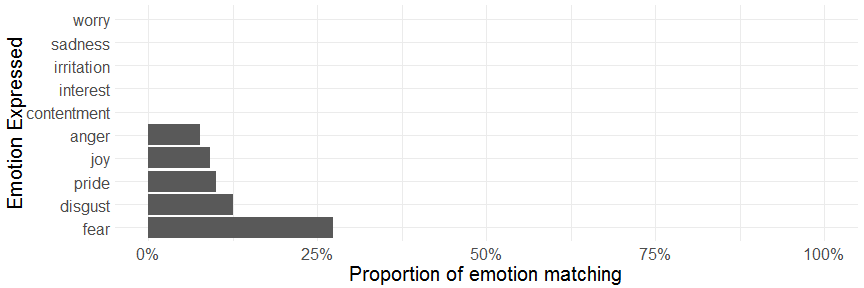 Emotion Expressed
worry
sadness
irritation
interest
contentment
anger
joy
pride
disgust
fear
0% 25% 50% 75% 100%
Proportion of emotion matching